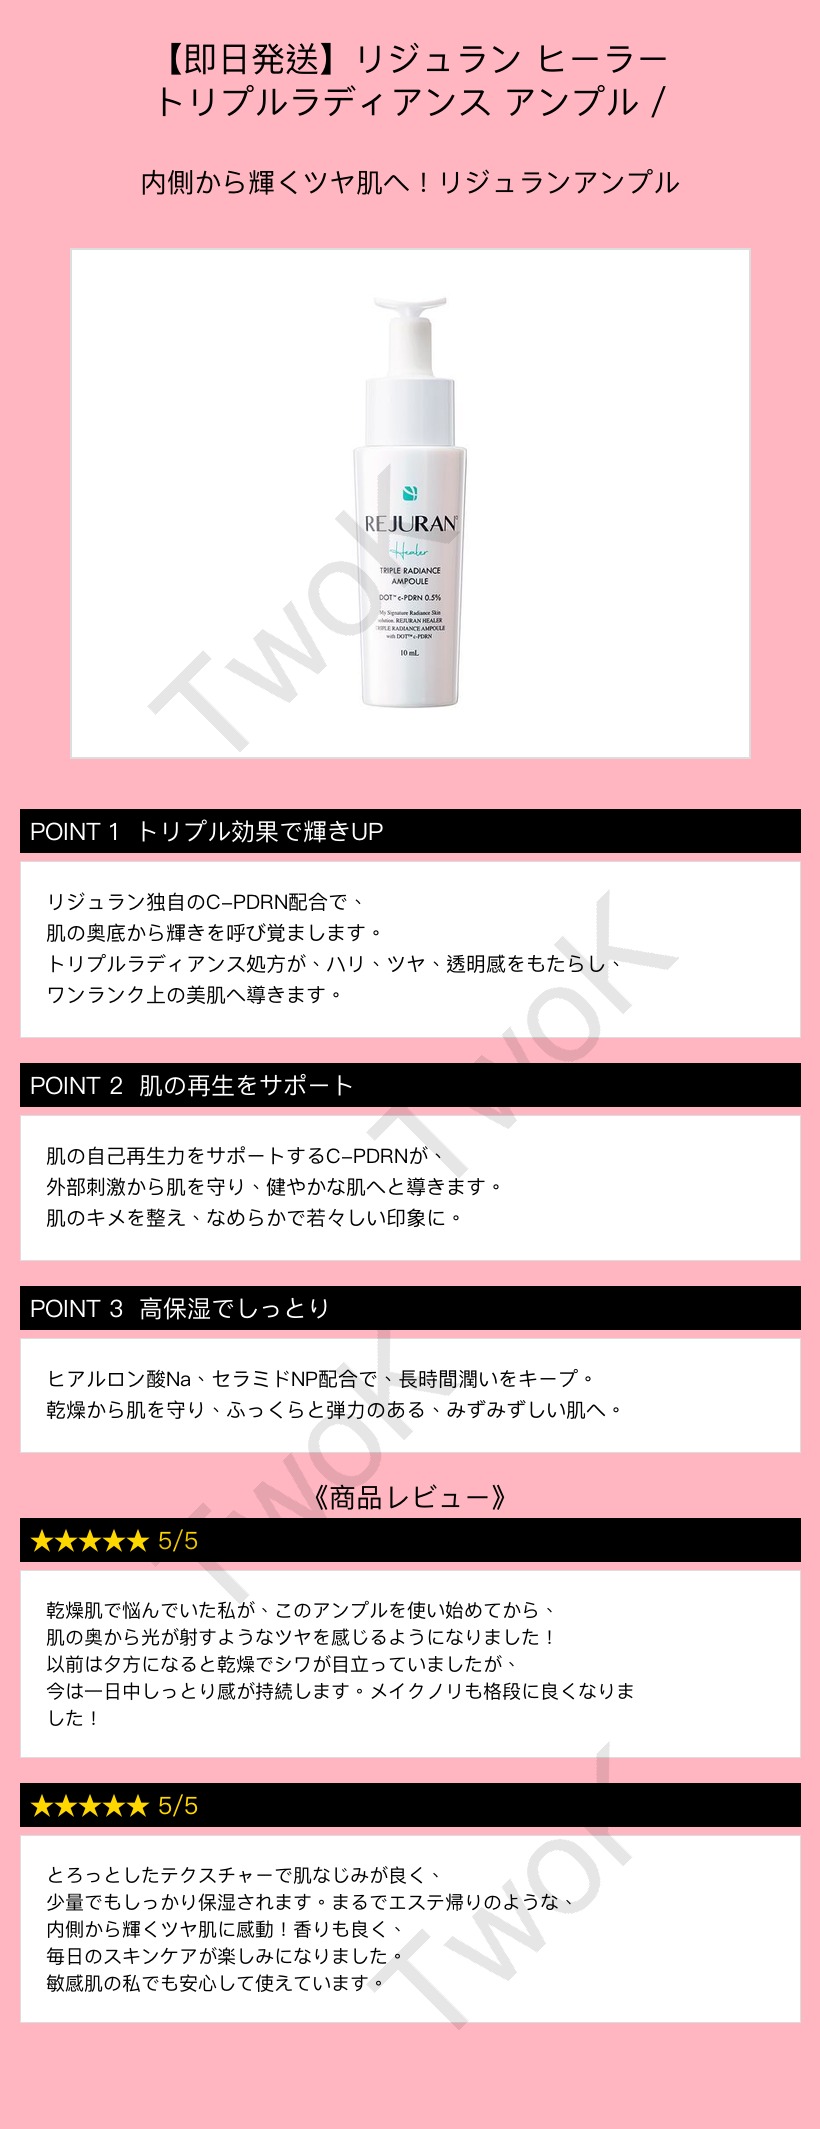 【即日発送】リジュラン ヒーラー
トリプルラディアンス アンプル /
内側から輝くツヤ肌へ！リジュランアンプル
REJURAN
Healer
TRIPLE RADIANCE
AMPOULE
DOT™ c-PDRN 0.5%
My Signature Radiance Skin
solution. REJURAN HEALER
TRIPLE RADIANCE AMPOULE
with DOT™ c-PDRN
10 mL
TwoK
POINT 1 トリプル効果で輝きUP
リジュラン独自のC-PDRN配合で、
肌の奥底から輝きを呼び覚まします。
トリプルラディアンス処方が、ハリ、ツヤ、透明感をもたらし、
ワンランク上の美肌へ導きます。
TwoK
POINT 2 肌の再生をサポート
肌の自己再生力をサポートするC-PDRNが、
外部刺激から肌を守り、健やかな肌へと導きます。
肌のキメを整え、なめらかで若々しい印象に。
POINT 3 高保湿でしっとり
ヒアルロン酸Na、セラミドNP配合で、長時間潤いをキープ。
乾燥から肌を守り、ふっくらと弾力のある、みずみずしい肌へ。
TwoK
《商品レビュー》
★★★★★ 5/5
乾燥肌で悩んでいた私が、このアンプルを使い始めてから、
肌の奥から光が射すようなツヤを感じるようになりました！
以前は夕方になると乾燥でシワが目立っていましたが、
今は一日中しっとり感が持続します。メイクノリも格段に良くなりま
した！
★★★★★ 5/5
とろっとしたテクスチャーで肌なじみが良く、
少量でもしっかり保湿されます。まるでエステ帰りのような、
内側から輝くツヤ肌に感動！香りも良く、
毎日のスキンケアが楽しみになりました。
敏感肌の私でも安心して使えています。
TwoK